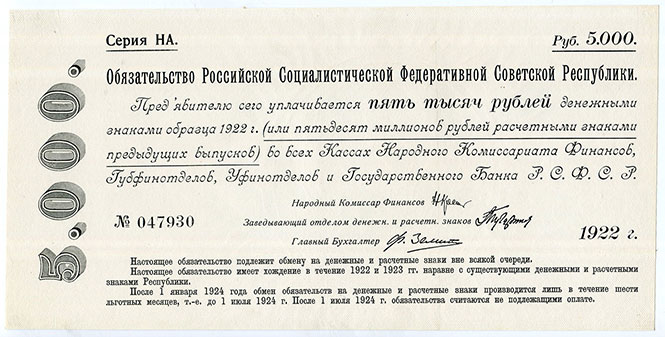 Серия НА.
Руб. 5.000.
Обязательство Российской Социалистической Федеративной Советской Республики.
Пред'явителю сего уплачивается пять тысяч рублей денежными
знаками образца 1922 г. (или пятьдесят миллионов рублей расчетными знаками
предыдущих выпусков) во всех Кассах Народного Комиссариата Финансов,
Губфинотделов, Уфинотделов и Государственного Банка Р. С. Ф. С. Р.
Народный Комиссар Финансов
№ 047930
Заведывающий отделом денежн. и расчетн. знаков
Главный Бухгалтер
1922 г.
Настоящее обязательство подлежит обмену на денежные и расчетные знаки вне всякой очереди.
Настоящее обязательство имеет хождение в течение 1922 и 1923 гг. наравне с существующими денежными и расчетными
знаками Республики.
После 1 января 1924 года обмен обязательств на денежные и расчетные знаки производится лишь в течение шести
льготных месяцев, т.-е. до 1 июля 1924 г. После 1 июля 1924 г. обязательства считаются не подлежащими оплате.
5.000.